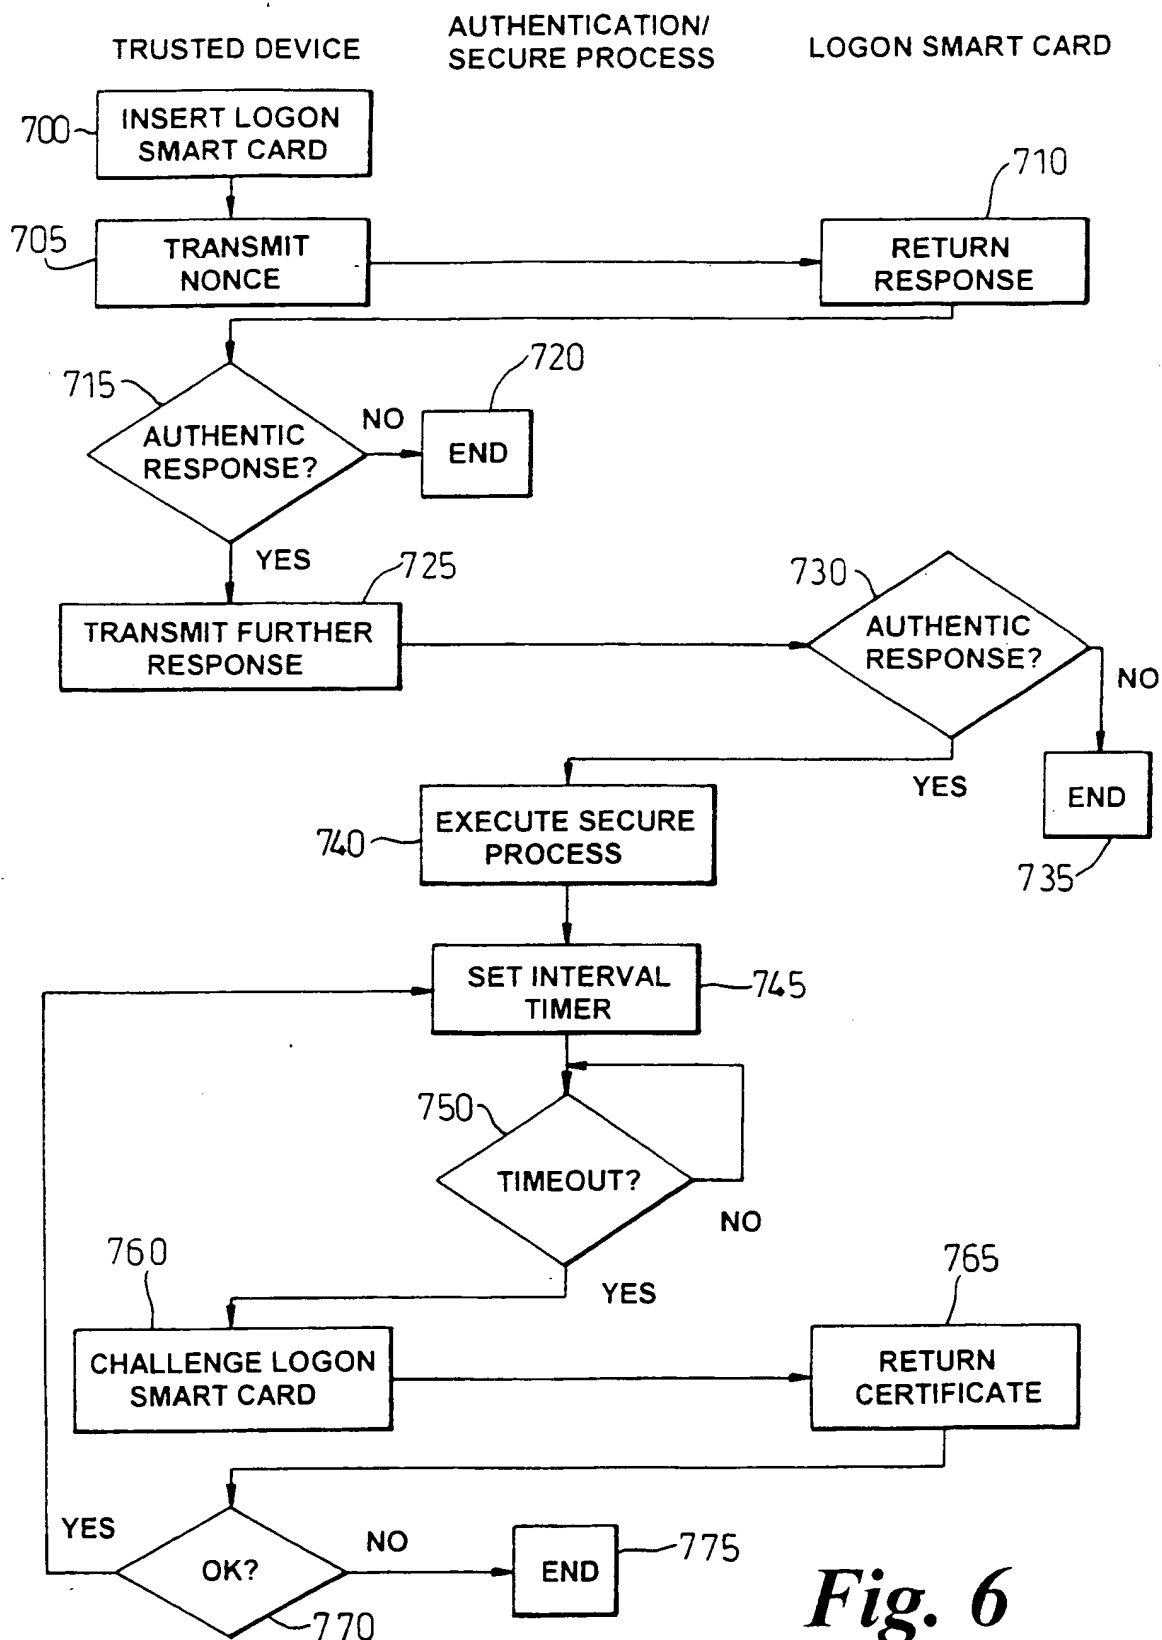 TRUSTED DEVICE
AUTHENTICATION/
SECURE PROCESS
LOGON SMART CARD
700
INSERT LOGON
SMART CARD
710
705
TRANSMIT
NONCE
RETURN
RESPONSE
720
715
NO
AUTHENTIC
RESPONSE?
END
YES
725
730
TRANSMIT FURTHER
RESPONSE
AUTHENTIC
RESPONSE?
NO
YES
END
735
740
EXECUTE SECURE
PROCESS
SET INTERVAL
TIMER
745
750
TIMEOUT?
NO
YES
760
765
CHALLENGE LOGON
SMART CARD
RETURN
CERTIFICATE
YES
NO
OK?
END
775
770
Fig. 6